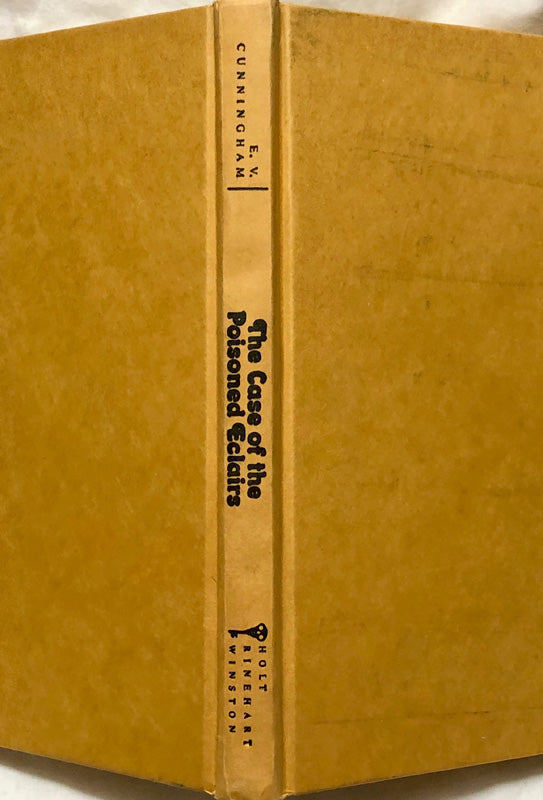 E. V.
CUNNINGHAM
The Case of the
Poisoned Eclairs
HOLT
RINEHART
WINSTON